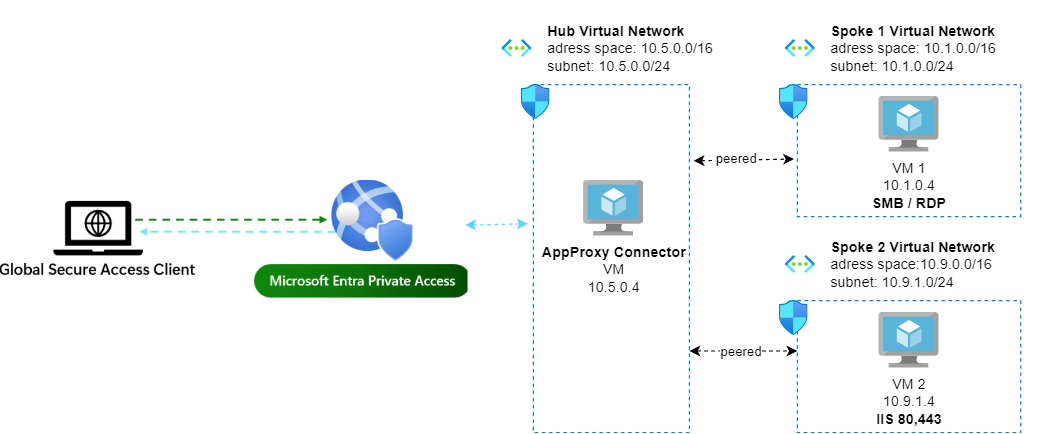 Hub Virtual Network
adress space: 10.5.0.0/16
subnet: 10.5.0.0/24
Spoke 1 Virtual Network
adress space: 10.1.0.0/16
subnet: 10.1.0.0/24
peered
VM 1
10.1.0.4
SMB / RDP
Global Secure Access Client
Microsoft Entra Private Access
AppProxy Connector
VM
10.5.0.4
Spoke 2 Virtual Network
adress space:10.9.0.0/16
subnet: 10.9.1.0/24
peered
VM 2
10.9.1.4
IIS 80,443